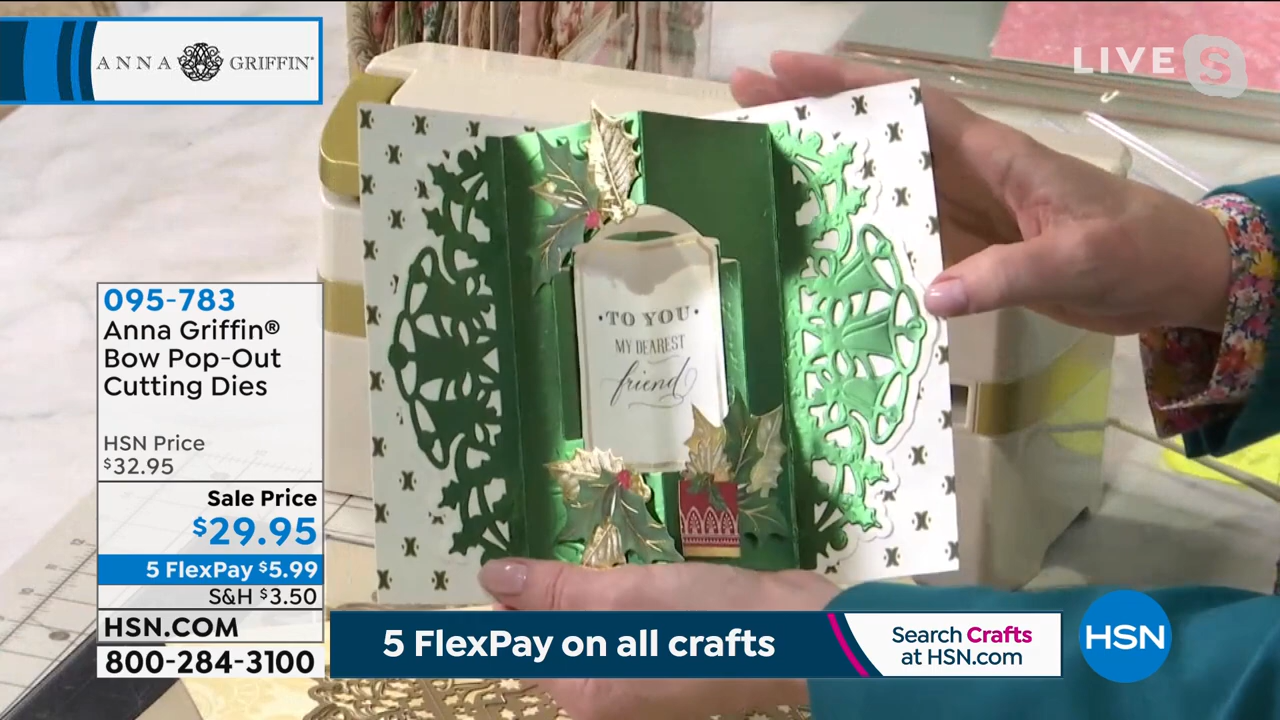 ANNA GRIFFIN®
LIVE S
TO YOU
MY DEAREST
friend
095-783
Anna Griffin®
Bow Pop-Out
Cutting Dies
HSN Price
$32.95
Sale Price
$29.95
5 FlexPay $5.99
S&H $3.50
HSN.COM
800-284-3100
5 FlexPay on all crafts
Search Crafts
at HSN.com
HSN